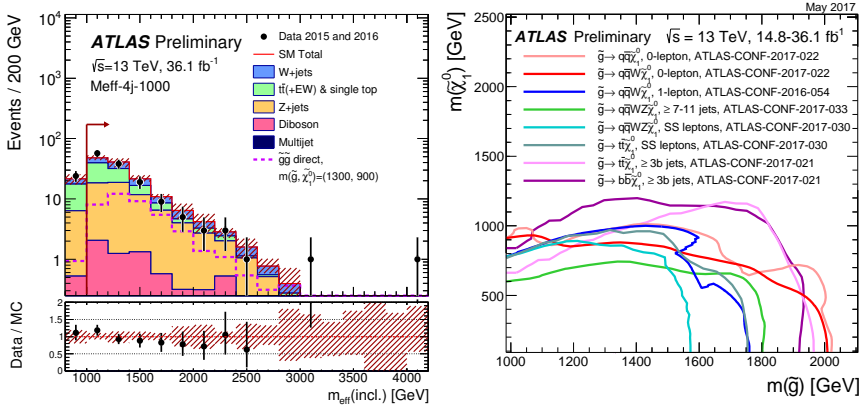 ATLAS Preliminary
√s=13 TeV, 36.1 fb⁻¹
Meff-4j-1000
Data 2015 and 2016
SM Total
W+jets
tt̄(+EW) & single top
Z+jets
Diboson
Multijet
g̃g̃ direct,
m(g̃, χ̃₁⁰)=(1300, 900)
Events / 200 GeV
10⁴
10³
10²
10
1
Data / MC
2
1.5
1
0.5
0
1000 1500 2000 2500 3000 3500 4000
m_eff(incl.) [GeV]
May 2017
ATLAS Preliminary √s = 13 TeV, 14.8-36.1 fb⁻¹
g̃→ qq̄χ̃₁⁰, 0-lepton, ATLAS-CONF-2017-022
g̃→ qq̄Wχ̃₁⁰, 0-lepton, ATLAS-CONF-2017-022
g̃→ qq̄Wχ̃₁⁰, 1-lepton, ATLAS-CONF-2016-054
g̃→ qq̄WZχ̃₁⁰, ≥ 7-11 jets, ATLAS-CONF-2017-033
g̃→ qq̄WZχ̃₁⁰, SS leptons, ATLAS-CONF-2017-030
g̃→ tt̄χ̃₁⁰, SS leptons, ATLAS-CONF-2017-030
g̃→ tt̄χ̃₁⁰, ≥ 3b jets, ATLAS-CONF-2017-021
g̃→ bb̄χ̃₁⁰, ≥ 3b jets, ATLAS-CONF-2017-021
m(χ̃₁⁰) [GeV]
2500
2000
1500
1000
500
1000 1200 1400 1600 1800 2000
m(g̃) [GeV]